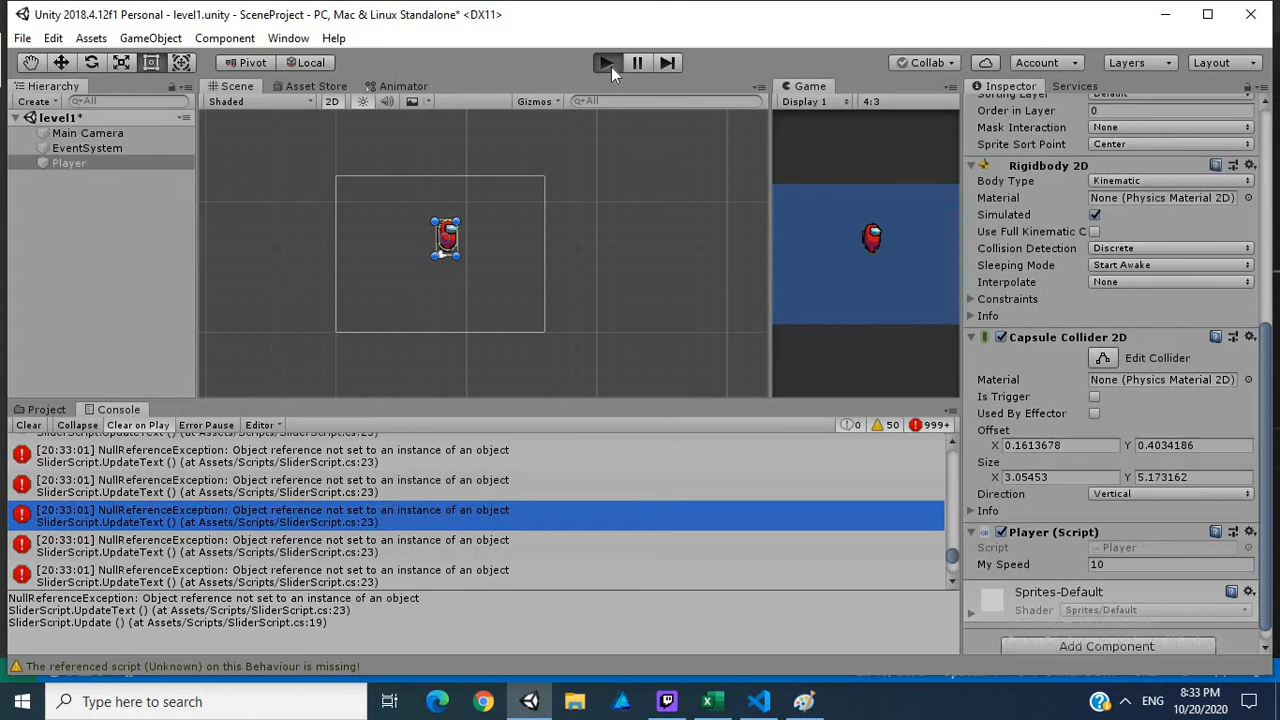 Unity 2018.4.12f1 Personal - level1.unity - SceneProject - PC, Mac & Linux Standalone* <DX11>
File Edit Assets GameObject Component Window Help
Pivot Local Collab Account Layers Layout
Hierarchy Scene Asset Store Animator Game Inspector Services
Create All Shaded 2D Gizmos All Display 1 4:3
level1*
Main Camera
EventSystem
Player
Order in Layer 0
Mask Interaction None
Sprite Sort Point Center
Rigidbody 2D
Body Type Kinematic
Material None (Physics Material 2D)
Simulated
Use Full Kinematic C
Collision Detection Discrete
Sleeping Mode Start Awake
Interpolate None
Constraints
Info
Capsule Collider 2D
Edit Collider
Material None (Physics Material 2D)
Is Trigger
Used By Effector
Offset
X 0.1613678 Y 0.4034186
Size
X 3.05453 Y 5.173162
Direction Vertical
Info
Player (Script)
Script Player
My Speed 10
Sprites-Default
Shader Sprites/Default
Add Component
Project Console
Clear Collapse Clear on Play Error Pause Editor 0 50 999+
SliderScript.UpdateText () (at Assets/Scripts/SliderScript.cs:23)
[20:33:01] NullReferenceException: Object reference not set to an instance of an object
SliderScript.UpdateText () (at Assets/Scripts/SliderScript.cs:23)
[20:33:01] NullReferenceException: Object reference not set to an instance of an object
SliderScript.UpdateText () (at Assets/Scripts/SliderScript.cs:23)
[20:33:01] NullReferenceException: Object reference not set to an instance of an object
SliderScript.UpdateText () (at Assets/Scripts/SliderScript.cs:23)
[20:33:01] NullReferenceException: Object reference not set to an instance of an object
SliderScript.UpdateText () (at Assets/Scripts/SliderScript.cs:23)
[20:33:01] NullReferenceException: Object reference not set to an instance of an object
SliderScript.UpdateText () (at Assets/Scripts/SliderScript.cs:23)
NullReferenceException: Object reference not set to an instance of an object
SliderScript.UpdateText () (at Assets/Scripts/SliderScript.cs:23)
SliderScript.Update () (at Assets/Scripts/SliderScript.cs:19)
The referenced script (Unknown) on this Behaviour is missing!
Type here to search
ENG
8:33 PM
10/20/2020